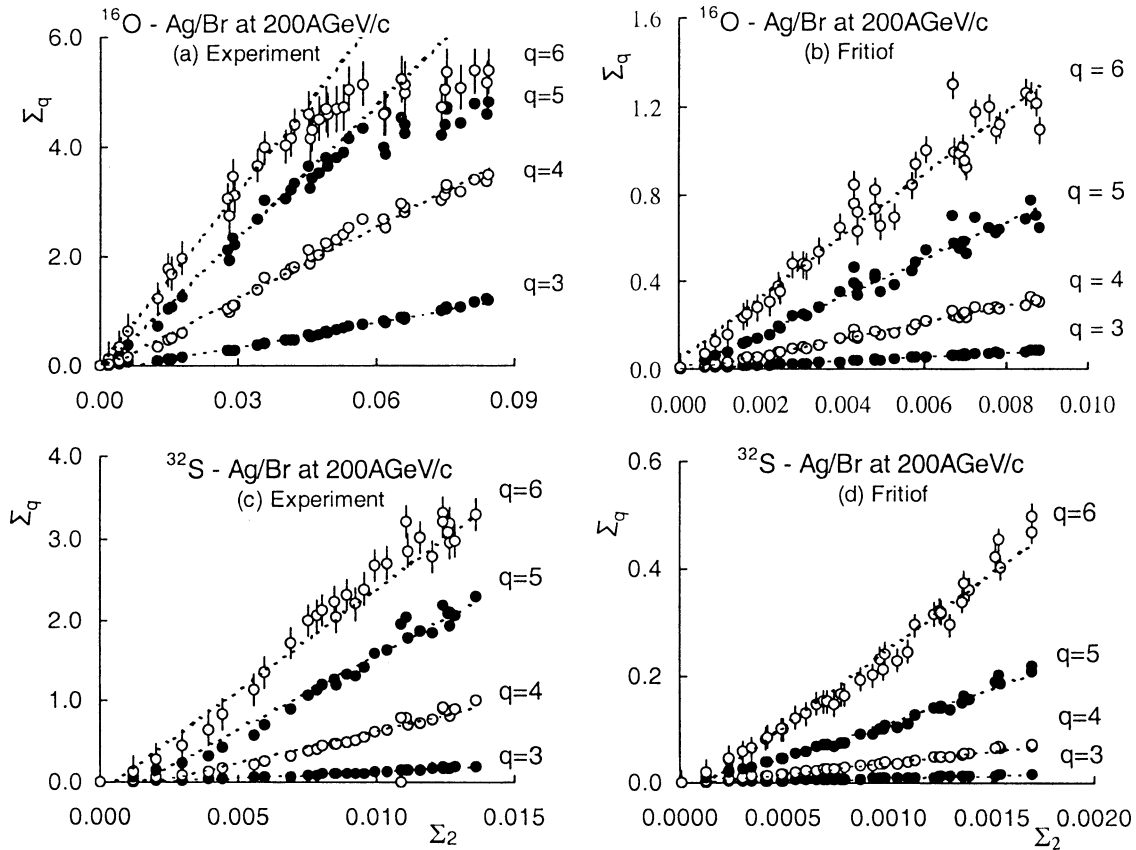 ¹⁶O - Ag/Br at 200AGeV/c
(a) Experiment
Σq
6.0
4.0
2.0
0.0
q=6
q=5
q=4
q=3
0.00 0.03 0.06 0.09
¹⁶O - Ag/Br at 200AGeV/c
(b) Fritiof
Σq
1.6
1.2
0.8
0.4
0.0
q = 6
q = 5
q = 4
q = 3
0.000 0.002 0.004 0.006 0.008 0.010
³²S - Ag/Br at 200AGeV/c
(c) Experiment
Σq
4.0
3.0
2.0
1.0
0.0
q=6
q=5
q=4
q=3
0.000 0.005 0.010 0.015
Σ₂
³²S - Ag/Br at 200AGeV/c
(d) Fritiof
Σq
0.6
0.4
0.2
0.0
q=6
q=5
q=4
q=3
0.0000 0.0005 0.0010 0.0015 0.0020
Σ₂